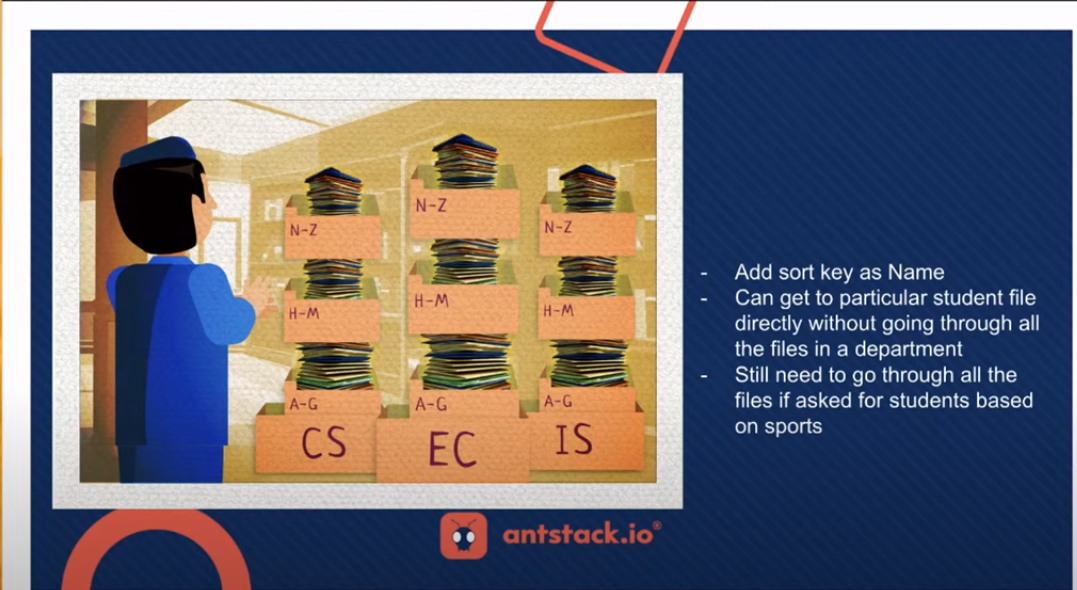 N-Z
N-Z
N-Z
H-M
H-M
H-M
A-G
A-G
A-G
CS
EC
IS
- Add sort key as Name
- Can get to particular student file
directly without going through all
the files in a department
- Still need to go through all the
files if asked for students based
on sports
antstack.io®